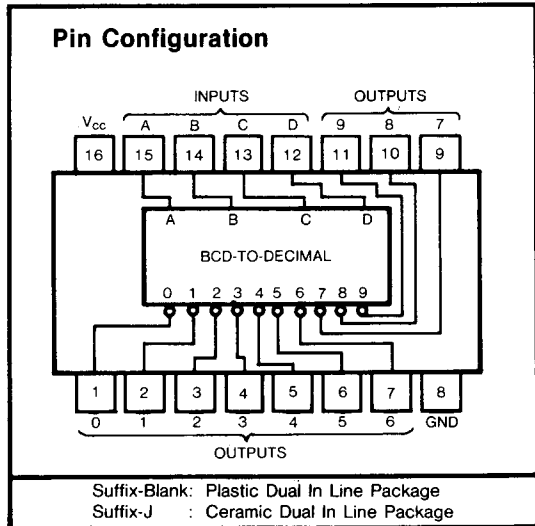 Pin Configuration
INPUTS OUTPUTS
Vcc A B C D 9 8 7
16 15 14 13 12 11 10 9
A B C D
BCD-TO-DECIMAL
0 1 2 3 4 5 6 7 8 9
1 2 3 4 5 6 7 8
0 1 2 3 4 5 6 GND
OUTPUTS
Suffix-Blank: Plastic Dual In Line Package
Suffix-J : Ceramic Dual In Line Package